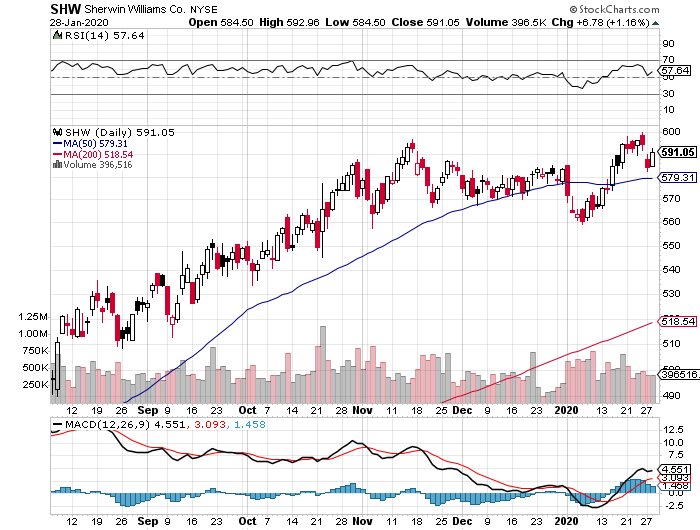 SHW Sherwin Williams Co. NYSE © StockCharts.com
28-Jan-2020 Open 584.50 High 592.96 Low 584.50 Close 591.05 Volume 396.5K Chg +6.78 (+1.16%)
RSI(14) 57.64
90
70
57.64
50
30
10
SHW (Daily) 591.05
MA(50) 579.31
MA(200) 518.54
Volume 396,516
600
591.05
579.31
570
560
550
540
530
518.54
396516
490
1.25M
1.00M
750K
500K
250K
12 19 26 Sep 9 16 23 Oct 7 14 21 28 Nov 11 18 25 Dec 9 16 23 2020 13 21 27
MACD(12,26,9) 4.551, 3.093, 1.458
12.5
10.0
7.5
4.551
3.093
1.458
0.0
-2.5
12 19 26 Sep 9 16 23 Oct 7 14 21 28 Nov 11 18 25 Dec 9 16 23 2020 13 21 27